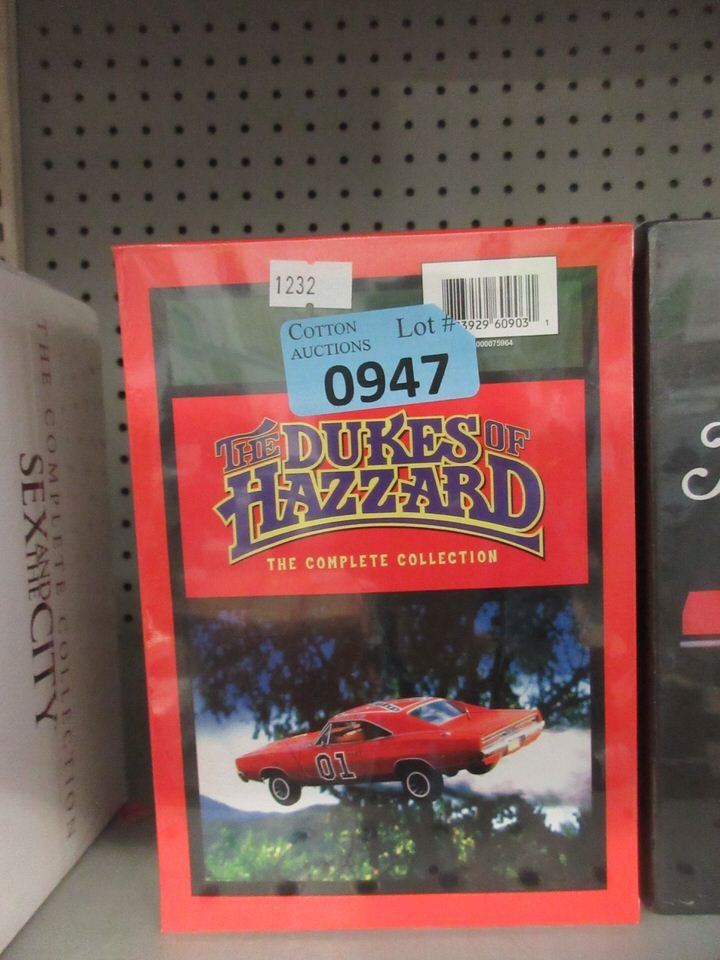 1232
3929 60903 1
000075964
COTTON
AUCTIONS
Lot #
0947
THE DUKES OF
HAZZARD
THE COMPLETE COLLECTION
01
THE COMPLETE COLLECTION
SEX AND THE CITY